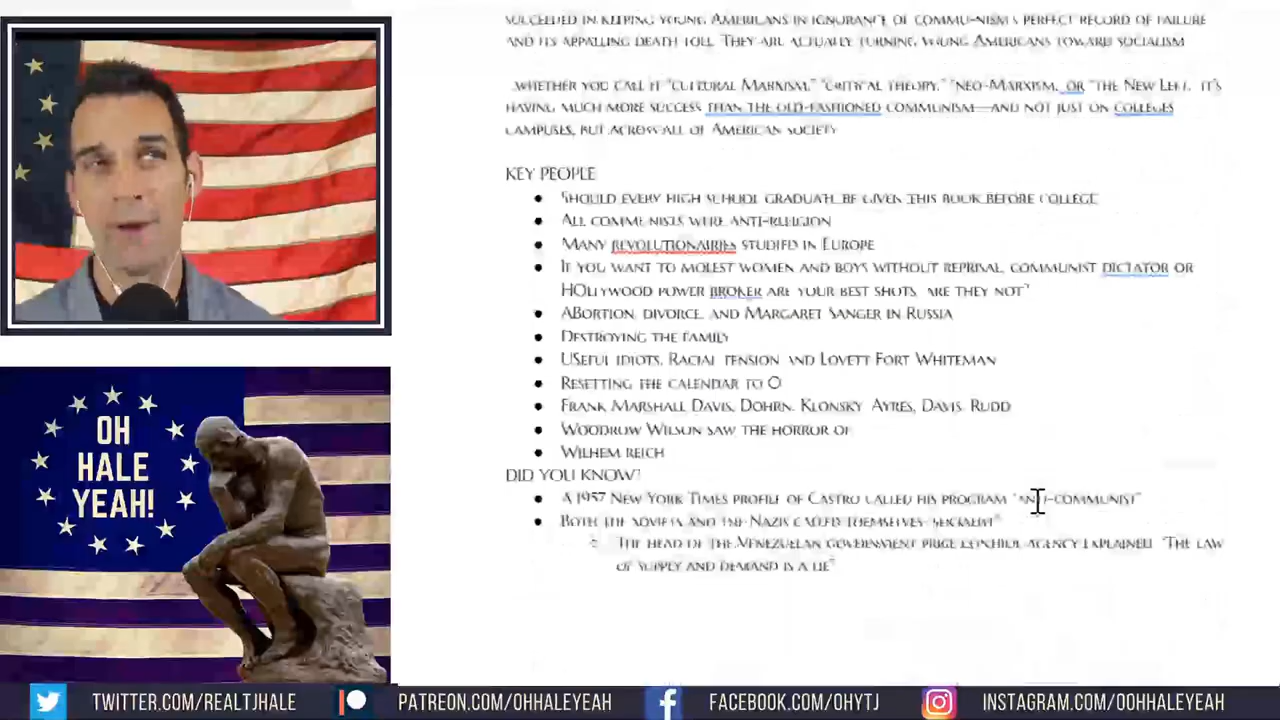 SUCCEEDED IN KEEPING YOUNG AMERICANS IN IGNORANCE OF COMMU-NISM'S PERFECT RECORD OF FAILURE
AND ITS APPALLING DEATH TOLL. THEY ARE ACTUALLY TURNING YOUNG AMERICANS TOWARD SOCIALISM
WHETHER YOU CALL IT "CULTURAL MARXISM," "CRITICAL THEORY," "NEO-MARXISM, OR "THE NEW LEFT, IT'S
HAVING MUCH MORE SUCCESS THAN THE OLD-FASHIONED COMMUNISM—AND NOT JUST ON COLLEGES
CAMPUSES, BUT ACROSS ALL OF AMERICAN SOCIETY
KEY PEOPLE
• SHOULD EVERY HIGH SCHOOL GRADUATE BE GIVEN THIS BOOK BEFORE COLLEGE
• ALL COMMUNISTS WERE ANTI-RELIGION
• MANY REVOLUTIONAIRIES STUDIED IN EUROPE
• IF YOU WANT TO MOLEST WOMEN AND BOYS WITHOUT REPRISAL, COMMUNIST DICTATOR OR
HOLLYWOOD POWER BROKER ARE YOUR BEST SHOTS, ARE THEY NOT?
• ABORTION, DIVORCE, AND MARGARET SANGER IN RUSSIA
• DESTROYING THE FAMILY
• USEFUL IDIOTS, RACIAL TENSION AND LOVETT FORT WHITEMAN
• RESETTING THE CALENDAR TO O
• FRANK MARSHALL DAVIS, DOHRN, KLONSKY, AYRES, DAVIS, RUDD
• WOODROW WILSON SAW THE HORROR OF
• WILHEM REICH
DID YOU KNOW?
• A 1957 NEW YORK TIMES PROFILE OF CASTRO CALLED HIS PROGRAM "ANTI-COMMUNIST"
• BOTH THE SOVIETS AND THE NAZIS CALLED THEMSELVES "SOCIALIST"
○ THE HEAD OF THE VENEZUELAN GOVERNMENT PRICE CONTROL AGENCY EXPLAINED, "THE LAW
OF SUPPLY AND DEMAND IS A LIE"
OH
HALE
YEAH!
TWITTER.COM/REALTJHALE PATREON.COM/OHHALEYEAH FACEBOOK.COM/OHYTJ INSTAGRAM.COM/OOHHALEYEAH